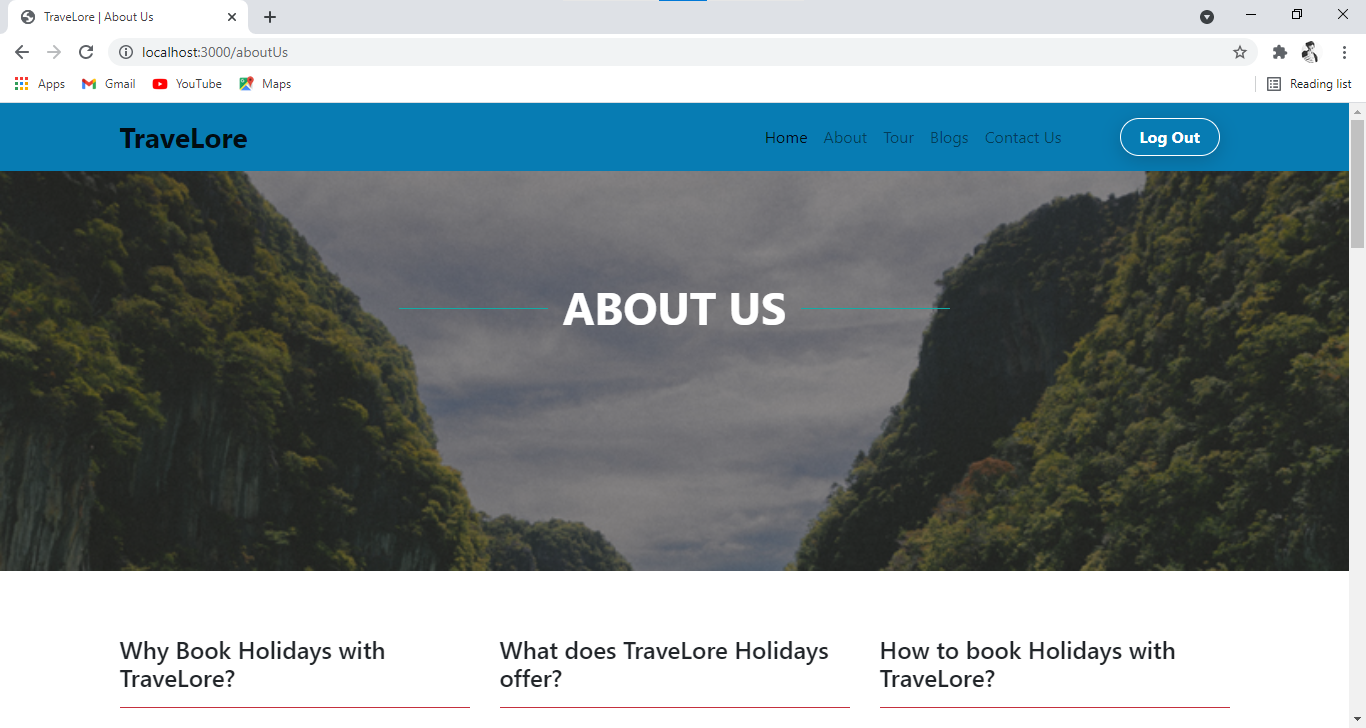 TraveLore | About Us
localhost:3000/aboutUs
Apps Gmail YouTube Maps Reading list
TraveLore Home About Tour Blogs Contact Us Log Out
ABOUT US
Why Book Holidays with
TraveLore?
What does TraveLore Holidays
offer?
How to book Holidays with
TraveLore?